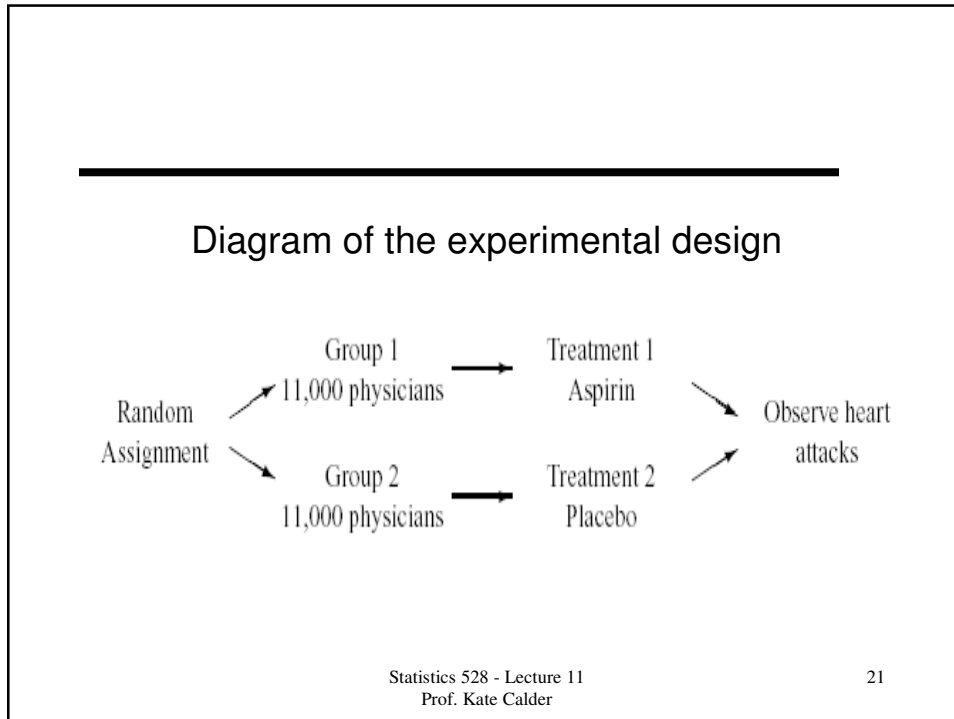 Diagram of the experimental design
Random
Assignment
Group 1
11,000 physicians
Treatment 1
Aspirin
Group 2
11,000 physicians
Treatment 2
Placebo
Observe heart
attacks
Statistics 528 - Lecture 11
Prof. Kate Calder
21